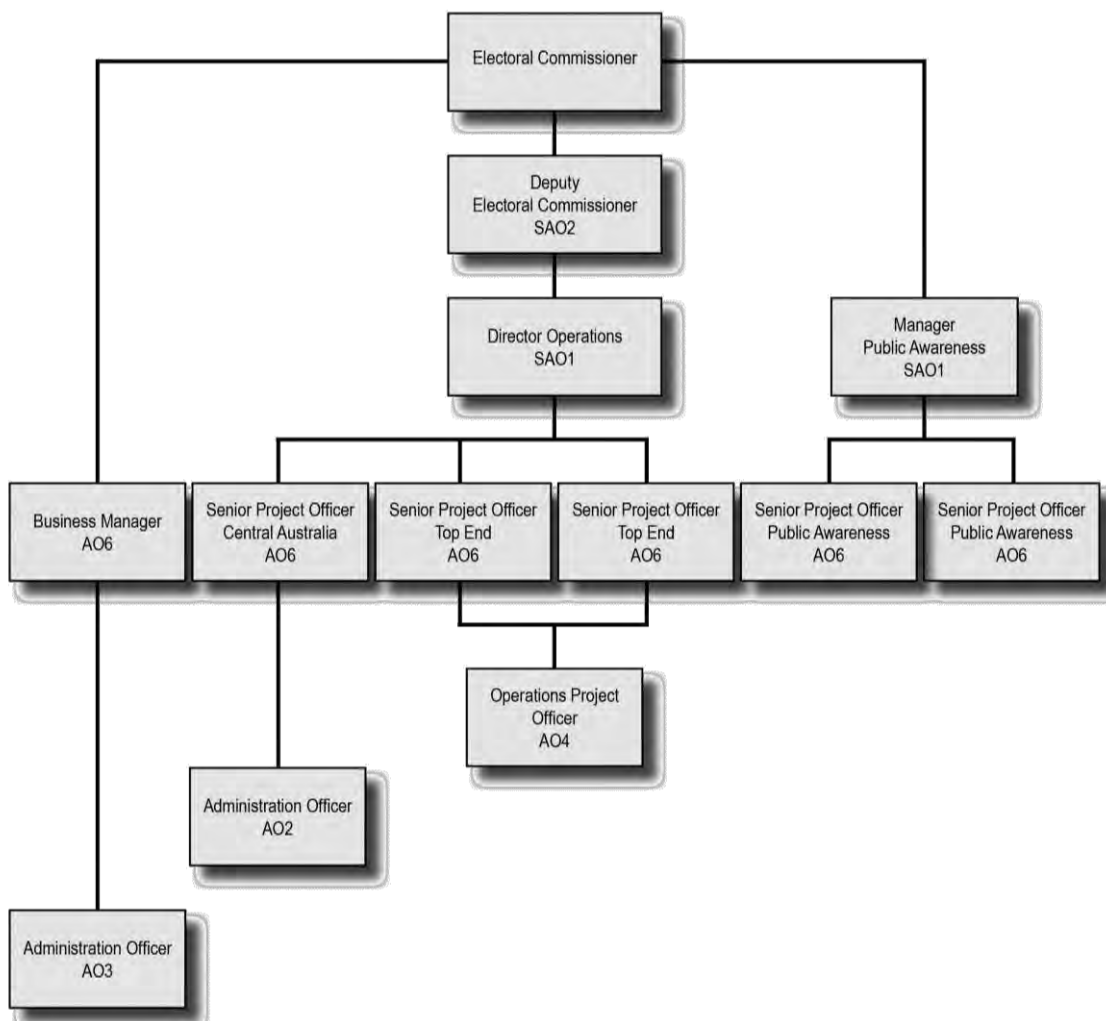 Electoral Commissioner
Deputy
Electoral Commissioner
SAO2
Director Operations
SAO1
Manager
Public Awareness
SAO1
Business Manager
AO6
Senior Project Officer
Central Australia
AO6
Senior Project Officer
Top End
AO6
Senior Project Officer
Top End
AO6
Senior Project Officer
Public Awareness
AO6
Senior Project Officer
Public Awareness
AO6
Operations Project
Officer
AO4
Administration Officer
AO2
Administration Officer
AO3